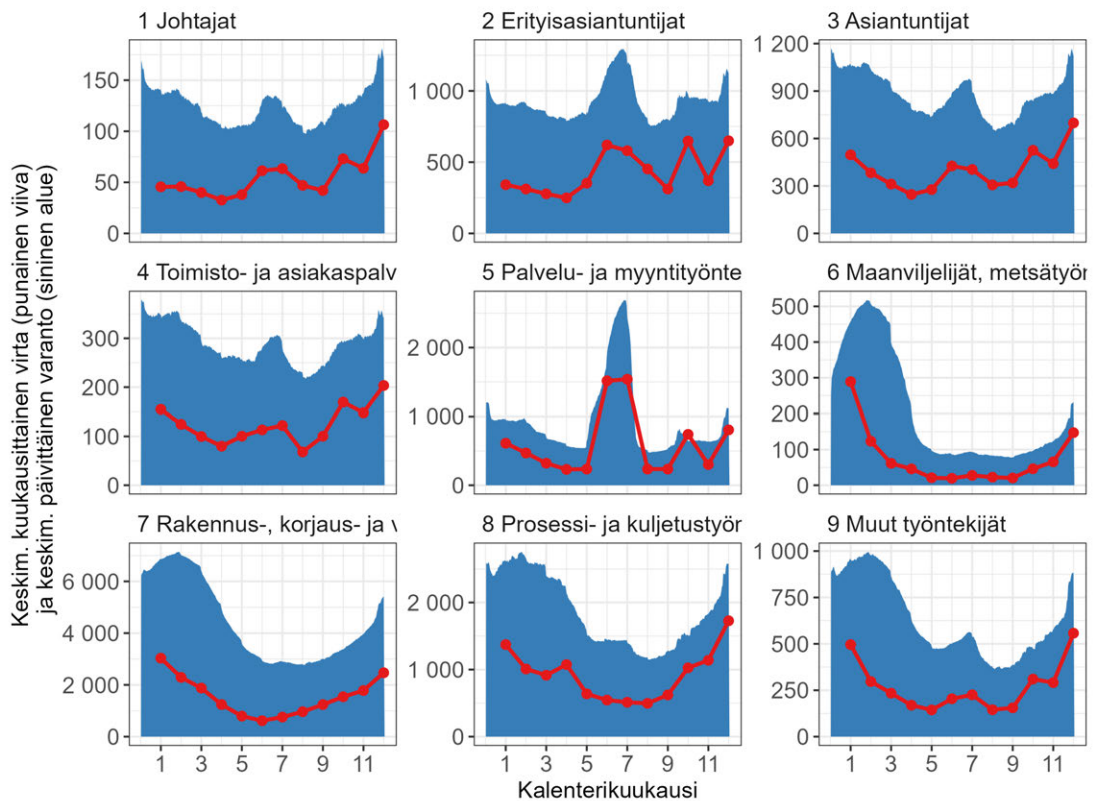 1 Johtajat
2 Erityisasiantuntijat
3 Asiantuntijat
150
100
50
0
1 000
500
0
1 200
900
600
300
0
Keskim. kuukausittainen virta (punainen viiva)
ja keskim. päivittäinen varanto (sininen alue)
4 Toimisto- ja asiakaspalv
5 Palvelu- ja myyntityönte
6 Maanviljelijät, metsätyön
300
200
100
0
2 000
1 000
0
500
400
300
200
100
0
7 Rakennus-, korjaus- ja v
8 Prosessi- ja kuljetustyön
9 Muut työntekijät
6 000
4 000
2 000
0
2 000
1 000
0
1 000
750
500
250
0
1 3 5 7 9 11
1 3 5 7 9 11
1 3 5 7 9 11
Kalenterikuukausi